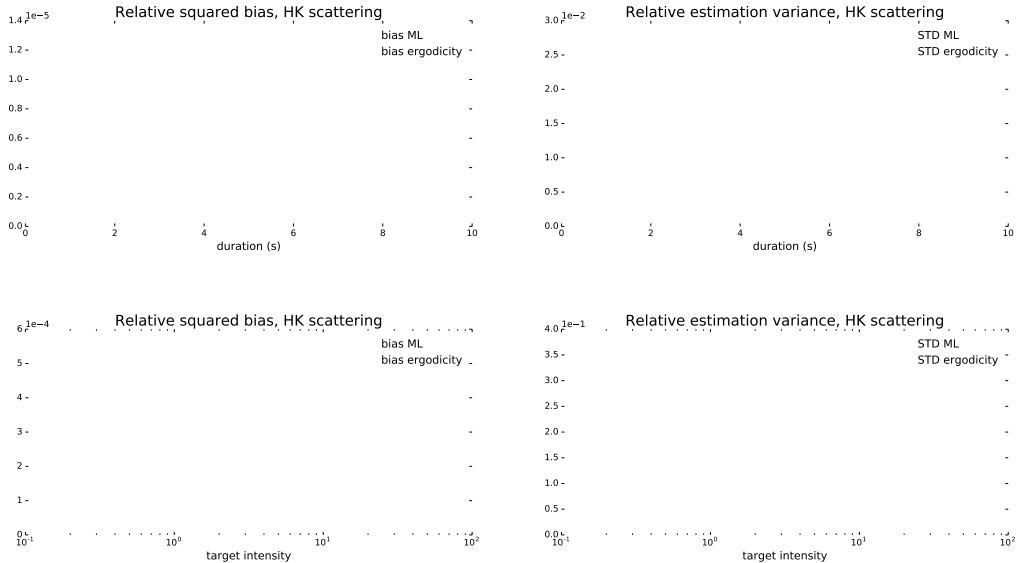 Relative squared bias, HK scattering
1e−5
bias ML
bias ergodicity
1.4
1.2
1.0
0.8
0.6
0.4
0.2
0.0
0 2 4 6 8 10
duration (s)
Relative estimation variance, HK scattering
1e−2
STD ML
STD ergodicity
3.0
2.5
2.0
1.5
1.0
0.5
0.0
0 2 4 6 8 10
duration (s)
Relative squared bias, HK scattering
1e−4
bias ML
bias ergodicity
6
5
4
3
2
1
0
10^-1 10^0 10^1 10^2
target intensity
Relative estimation variance, HK scattering
1e−1
STD ML
STD ergodicity
4.0
3.5
3.0
2.5
2.0
1.5
1.0
0.5
0.0
10^-1 10^0 10^1 10^2
target intensity